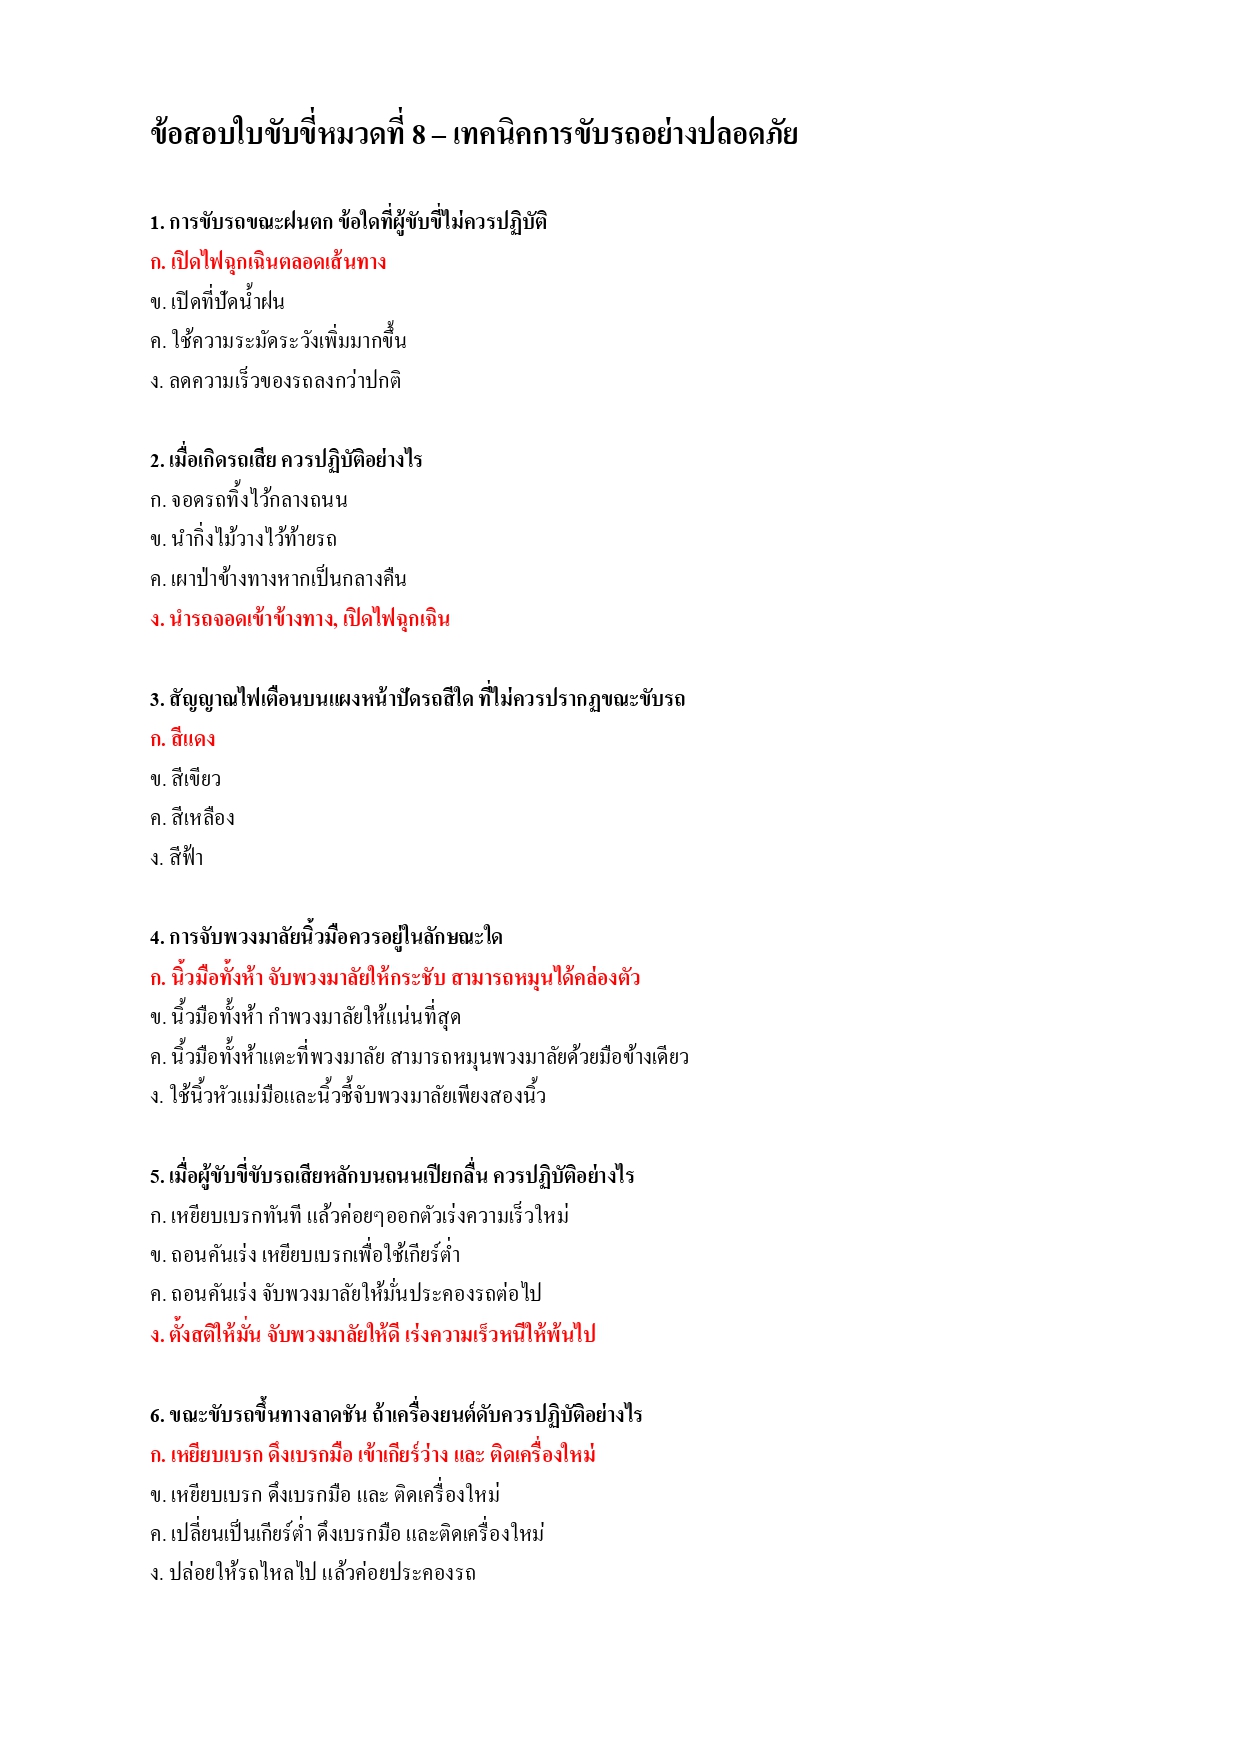 ข้อสอบใบขับขี่หมวดที่ 8 – เทคนิคการขับรถอย่างปลอดภัย
1. การขับรถขณะฝนตก ข้อใดที่ผู้ขับขี่ไม่ควรปฏิบัติ
ก. เปิดไฟฉุกเฉินตลอดเส้นทาง
ข. เปิดที่ปัดน้ำฝน
ค. ใช้ความระมัดระวังเพิ่มมากขึ้น
ง. ลดความเร็วของรถลงกว่าปกติ
2. เมื่อเกิดรถเสีย ควรปฏิบัติอย่างไร
ก. จอดรถทิ้งไว้กลางถนน
ข. นำกิ่งไม้วางไว้ท้ายรถ
ค. เผาป่าข้างทางหากเป็นกลางคืน
ง. นำรถจอดเข้าข้างทาง, เปิดไฟฉุกเฉิน
3. สัญญาณไฟเตือนบนแผงหน้าปัดรถสีใด ที่ไม่ควรปรากฏขณะขับรถ
ก. สีแดง
ข. สีเขียว
ค. สีเหลือง
ง. สีฟ้า
4. การจับพวงมาลัยนิ้วมือควรอยู่ในลักษณะใด
ก. นิ้วมือทั้งห้า จับพวงมาลัยให้กระชับ สามารถหมุนได้คล่องตัว
ข. นิ้วมือทั้งห้า กำพวงมาลัยให้แน่นที่สุด
ค. นิ้วมือทั้งห้าแตะที่พวงมาลัย สามารถหมุนพวงมาลัยด้วยมือข้างเดียว
ง. ใช้นิ้วหัวแม่มือและนิ้วชี้จับพวงมาลัยเพียงสองนิ้ว
5. เมื่อผู้ขับขี่ขับรถเสียหลักบนถนนเปียกลื่น ควรปฏิบัติอย่างไร
ก. เหยียบเบรกทันที แล้วค่อยๆออกตัวเร่งความเร็วใหม่
ข. ถอนคันเร่ง เหยียบเบรกเพื่อใช้เกียร์ต่ำ
ค. ถอนคันเร่ง จับพวงมาลัยให้มั่นประคองรถต่อไป
ง. ตั้งสติให้มั่น จับพวงมาลัยให้ดี เร่งความเร็วหนีให้พ้นไป
6. ขณะขับรถขึ้นทางลาดชัน ถ้าเครื่องยนต์ดับควรปฏิบัติอย่างไร
ก. เหยียบเบรก ดึงเบรกมือ เข้าเกียร์ว่าง และ ติดเครื่องใหม่
ข. เหยียบเบรก ดึงเบรกมือ และ ติดเครื่องใหม่
ค. เปลี่ยนเป็นเกียร์ต่ำ ดึงเบรกมือ และติดเครื่องใหม่
ง. ปล่อยให้รถไหลไป แล้วค่อยประคองรถ